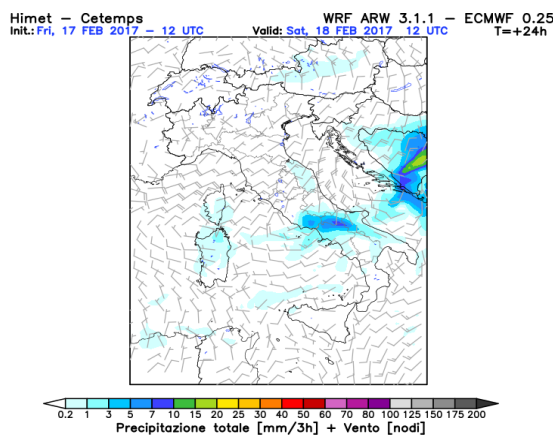 Himet – Cetemps WRF ARW 3.1.1 – ECMWF 0.25
Init.: Fri, 17 FEB 2017 – 12 UTC Valid: Sat, 18 FEB 2017 12 UTC T=+24h
0.2 1 3 5 7 10 15 20 25 30 40 50 60 70 80 100 125 150 175 200
Precipitazione totale [mm/3h] + Vento [nodi]